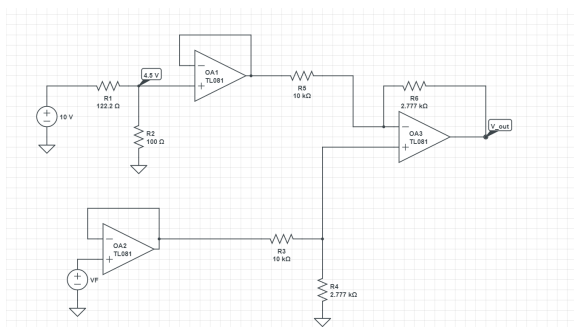 4.5 V
OA1
TL081
R1
122.2 Ω
10 V
R2
100 Ω
R5
10 kΩ
R6
2.777 kΩ
OA3
TL081
V_out
OA2
TL081
VF
R3
10 kΩ
R4
2.777 kΩ